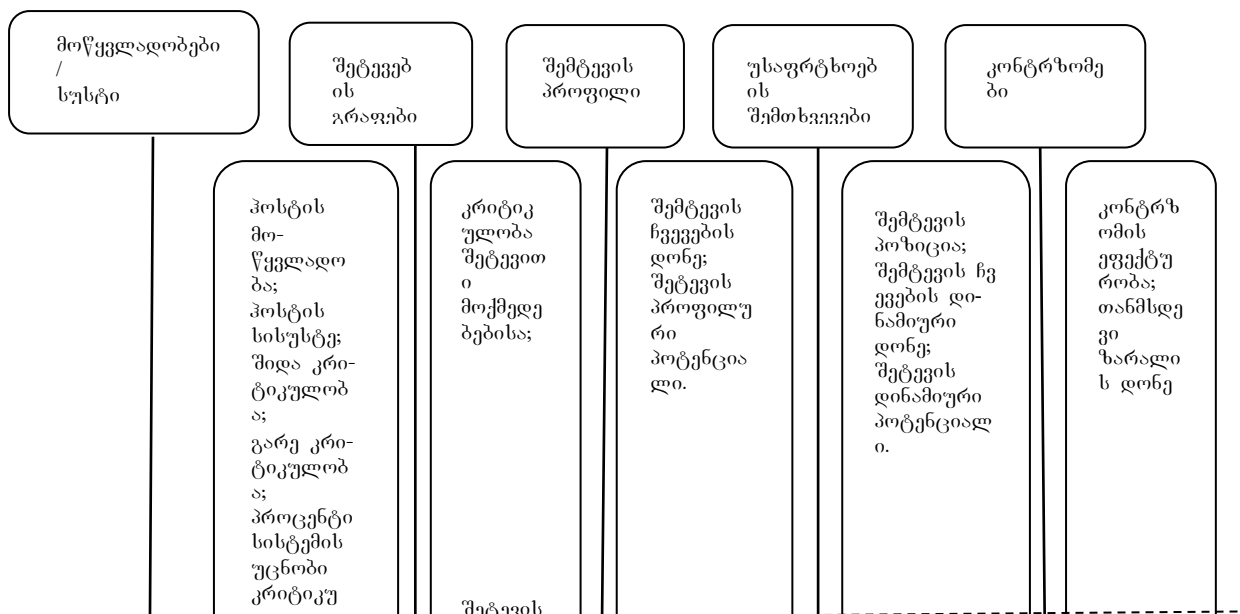 მოწყვლადობები
/
სუსტი
შეტევებ
ის
გრაფები
შემტევის
პროფილი
უსაფრტხოებ
ის
შემთხვევები
კონტრზომე
ბი
ჰოსტის
მო-
წყვლადო
ბა;
ჰოსტის
სისუსტე;
შიდა კრი-
ტიკულობ
ა;
გარე კრი-
ტიკულობ
ა;
პროცენტი
სისტემის
უცნობი
კრიტიკუ
კრიტიკ
ულობა
შეტევით
ი
მოქმედე
ბებისა;
შეტევის
შემტევის
ჩვევების
დონე;
შეტევის
პროფილუ
რი
პოტენცია
ლი.
შემტევის
პოზიცია;
შემტევის ჩვ
ევების დი-
ნამიური
დონე;
შეტევის
დინამიური
პოტენციალ
ი.
კონტრზ
ომის
ეფექტუ
რობა;
თანმსდე
ვი
ზარალი
ს დონე